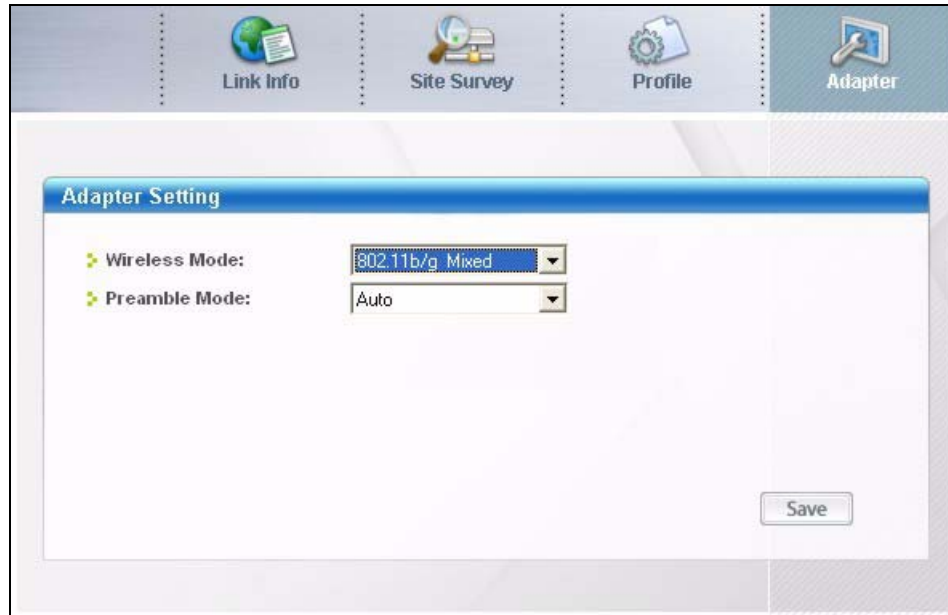 Link Info Site Survey Profile Adapter
Adapter Setting
Wireless Mode: 802.11b/g Mixed
Preamble Mode: Auto
Save